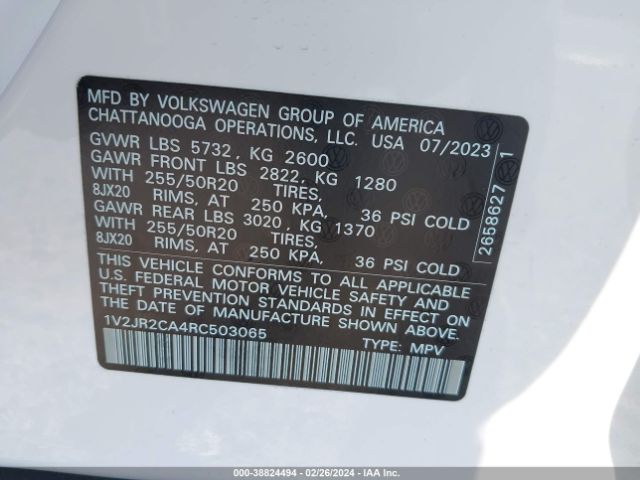 MFD BY VOLKSWAGEN GROUP OF AMERICA
CHATTANOOGA OPERATIONS, LLC. USA 07/2023
GVWR LBS 5732, KG 2600
GAWR FRONT LBS 2822, KG 1280
WITH 255/50R20 TIRES,
8JX20 RIMS, AT 250 KPA, 36 PSI COLD
GAWR REAR LBS 3020, KG 1370
WITH 255/50R20 TIRES,
8JX20 RIMS, AT 250 KPA, 36 PSI COLD
THIS VEHICLE CONFORMS TO ALL APPLICABLE
U.S. FEDERAL MOTOR VEHICLE SAFETY AND
THEFT PREVENTION STANDARDS IN EFFECT ON
THE DATE OF MANUFACTURE SHOWN ABOVE.
1V2JR2CA4RC503065
TYPE: MPV
2658627 1
000-38824494 - 02/26/2024 - IAAI.COM